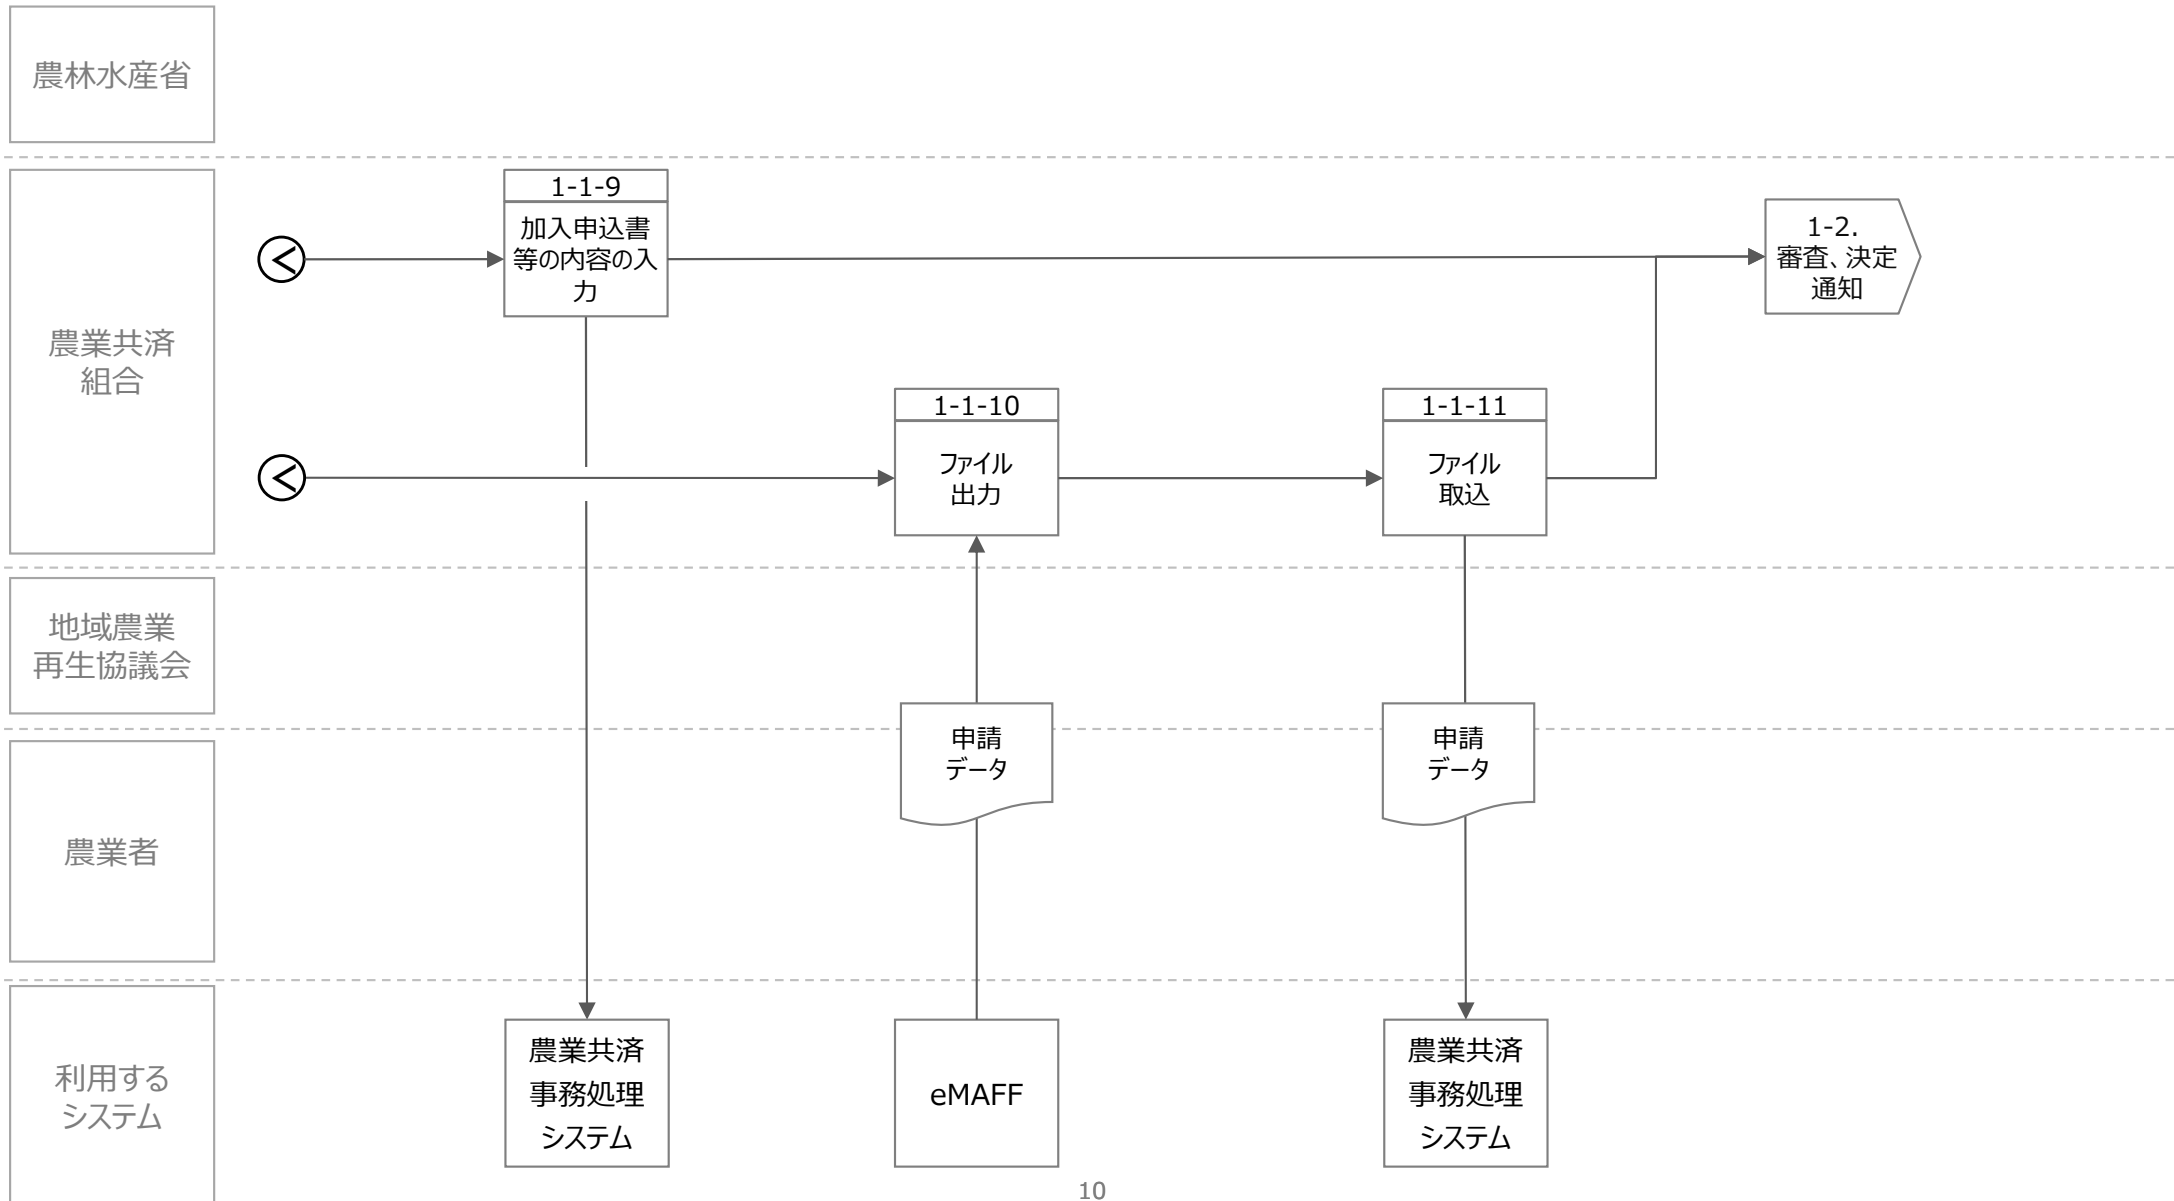 農林水産省
農業共済
組合
1-1-9
加入申込書
等の内容の入
力
1-2.
審査、決定
通知
1-1-10
ファイル
出力
1-1-11
ファイル
取込
地域農業
再生協議会
申請
データ
申請
データ
農業者
利用する
システム
農業共済
事務処理
システム
eMAFF
農業共済
事務処理
システム
10